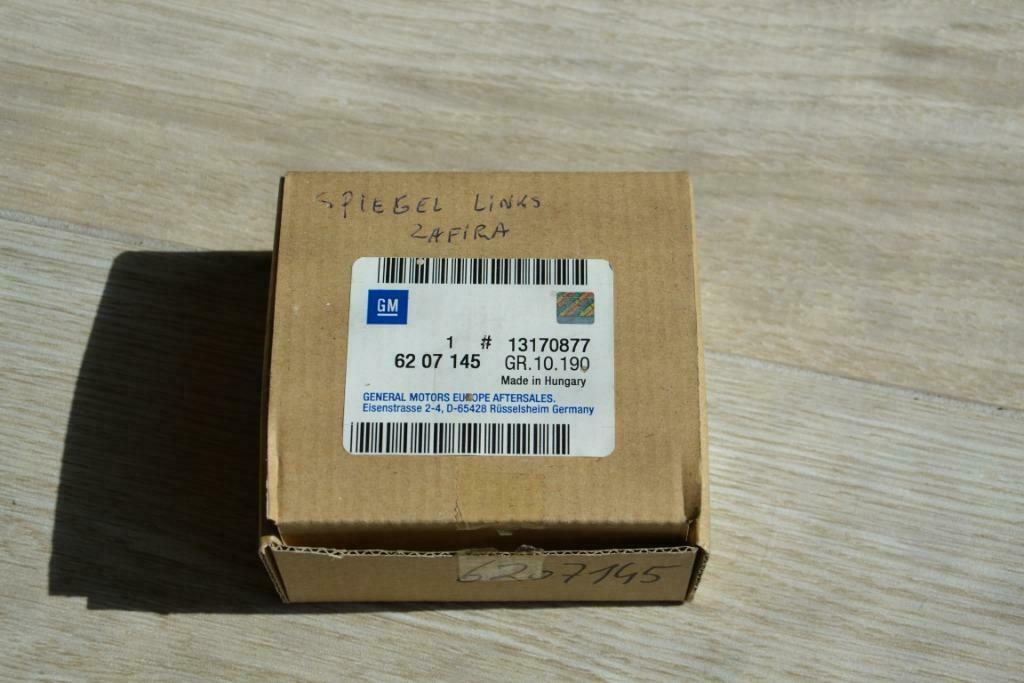 SPIEGEL LINKS
ZAFIRA
GM
1 # 13170877
62 07 145 GR.10.190
Made in Hungary
GENERAL MOTORS EUROPE AFTERSALES.
Eisenstrasse 2-4, D-65428 Rüsselsheim Germany
6207145